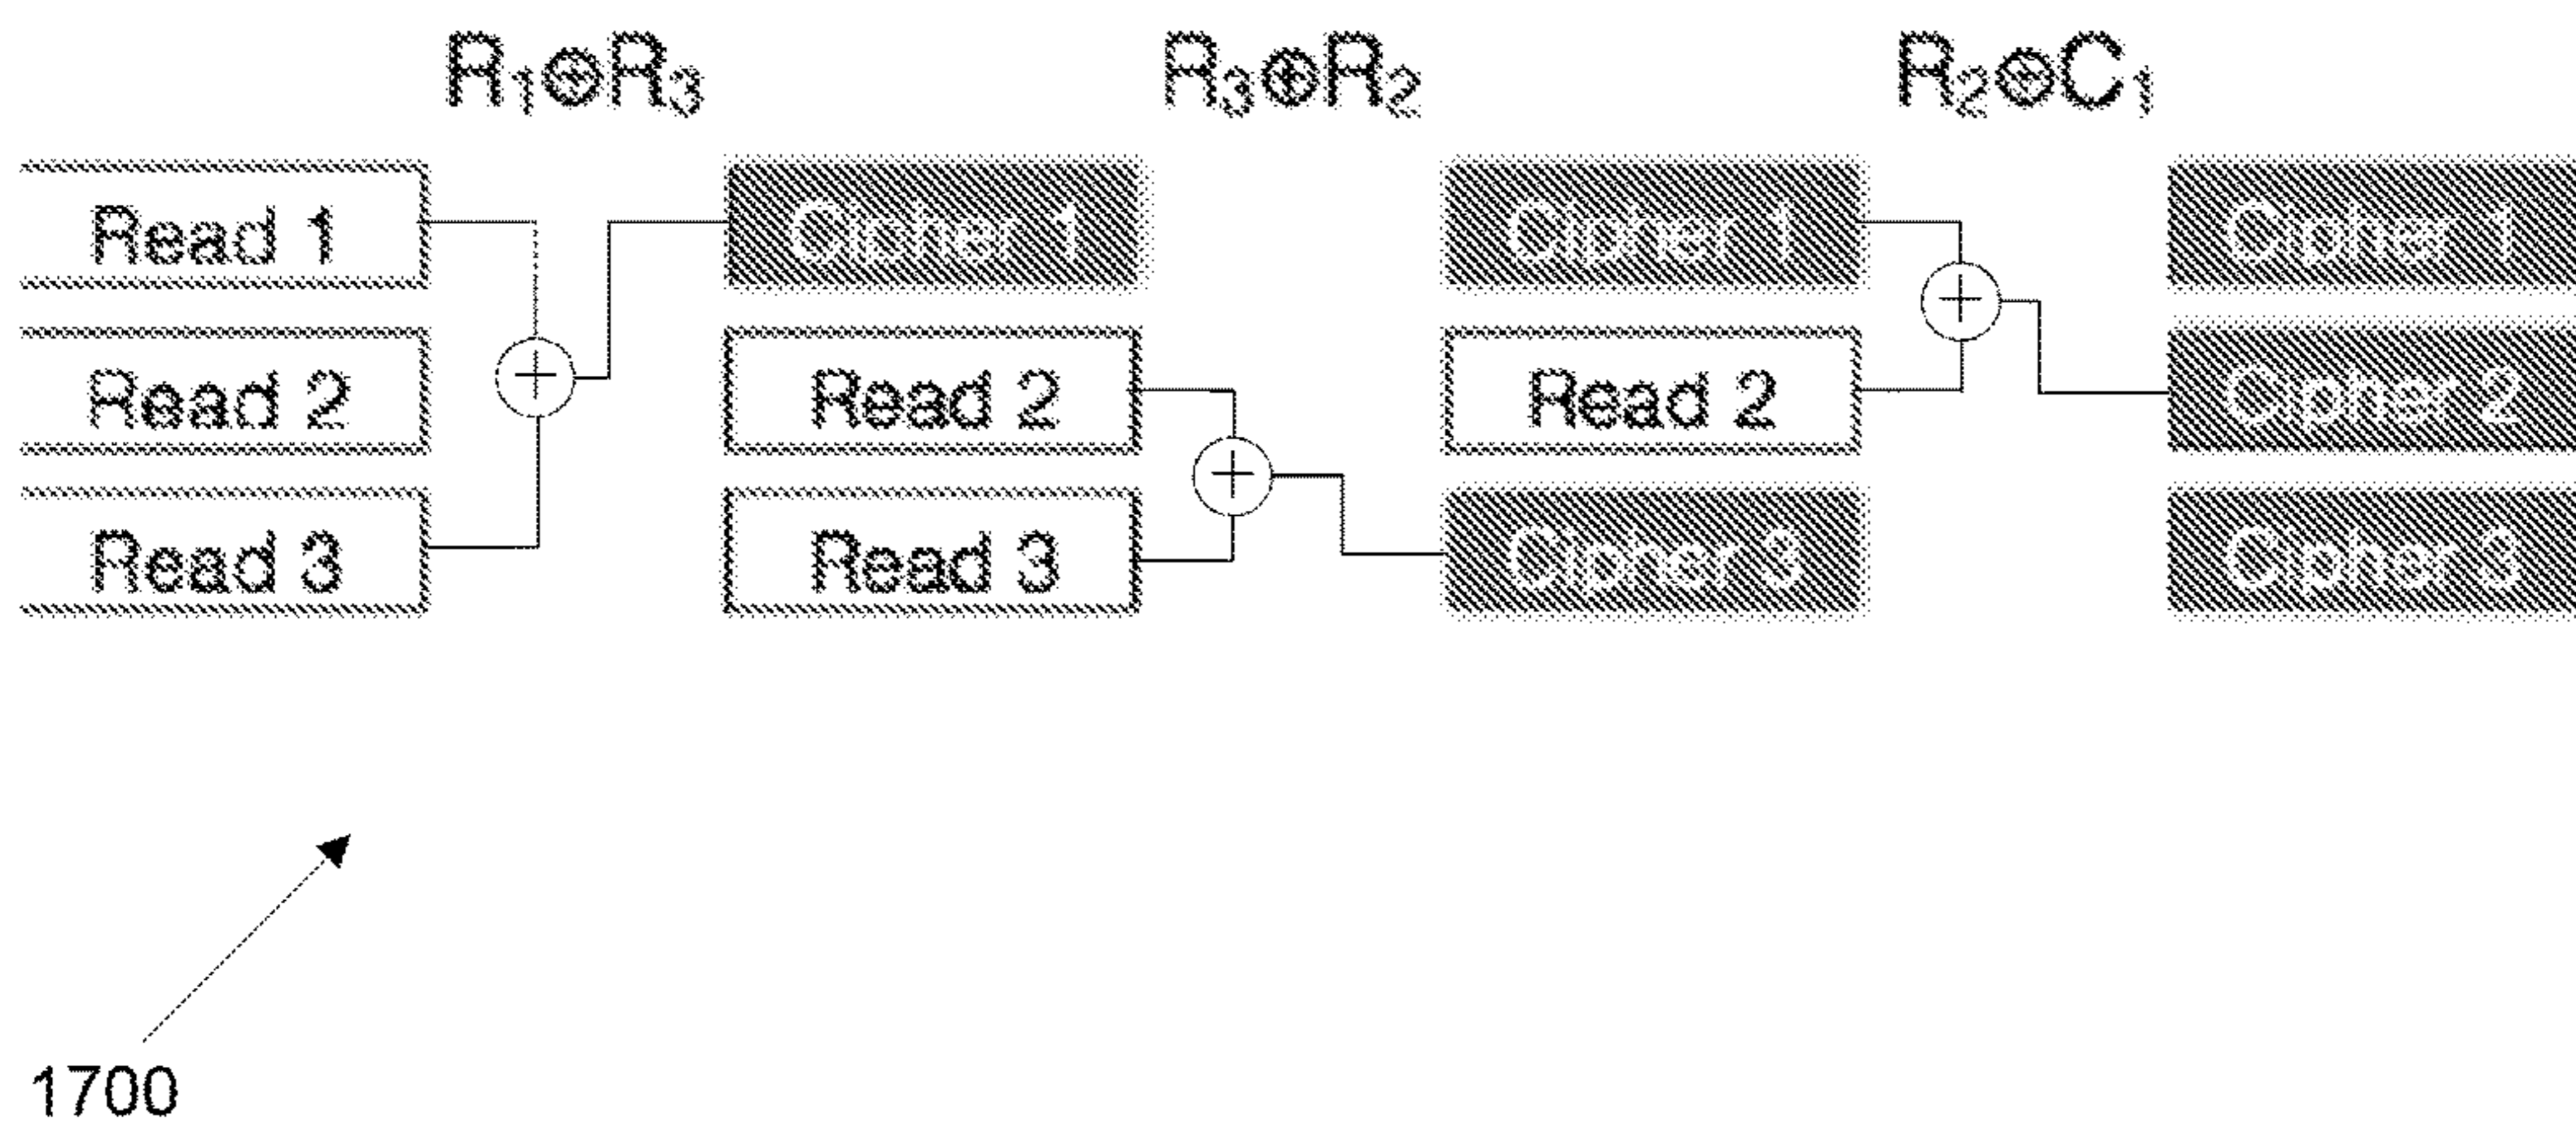 R₁⊕R₃ R₃⊕R₂ R₂⊕C₁
Read 1 Cipher 1 Cipher 1 Cipher 1
Read 2 Read 2 Read 2 Cipher 2
Read 3 Read 3 Cipher 3 Cipher 3
1700